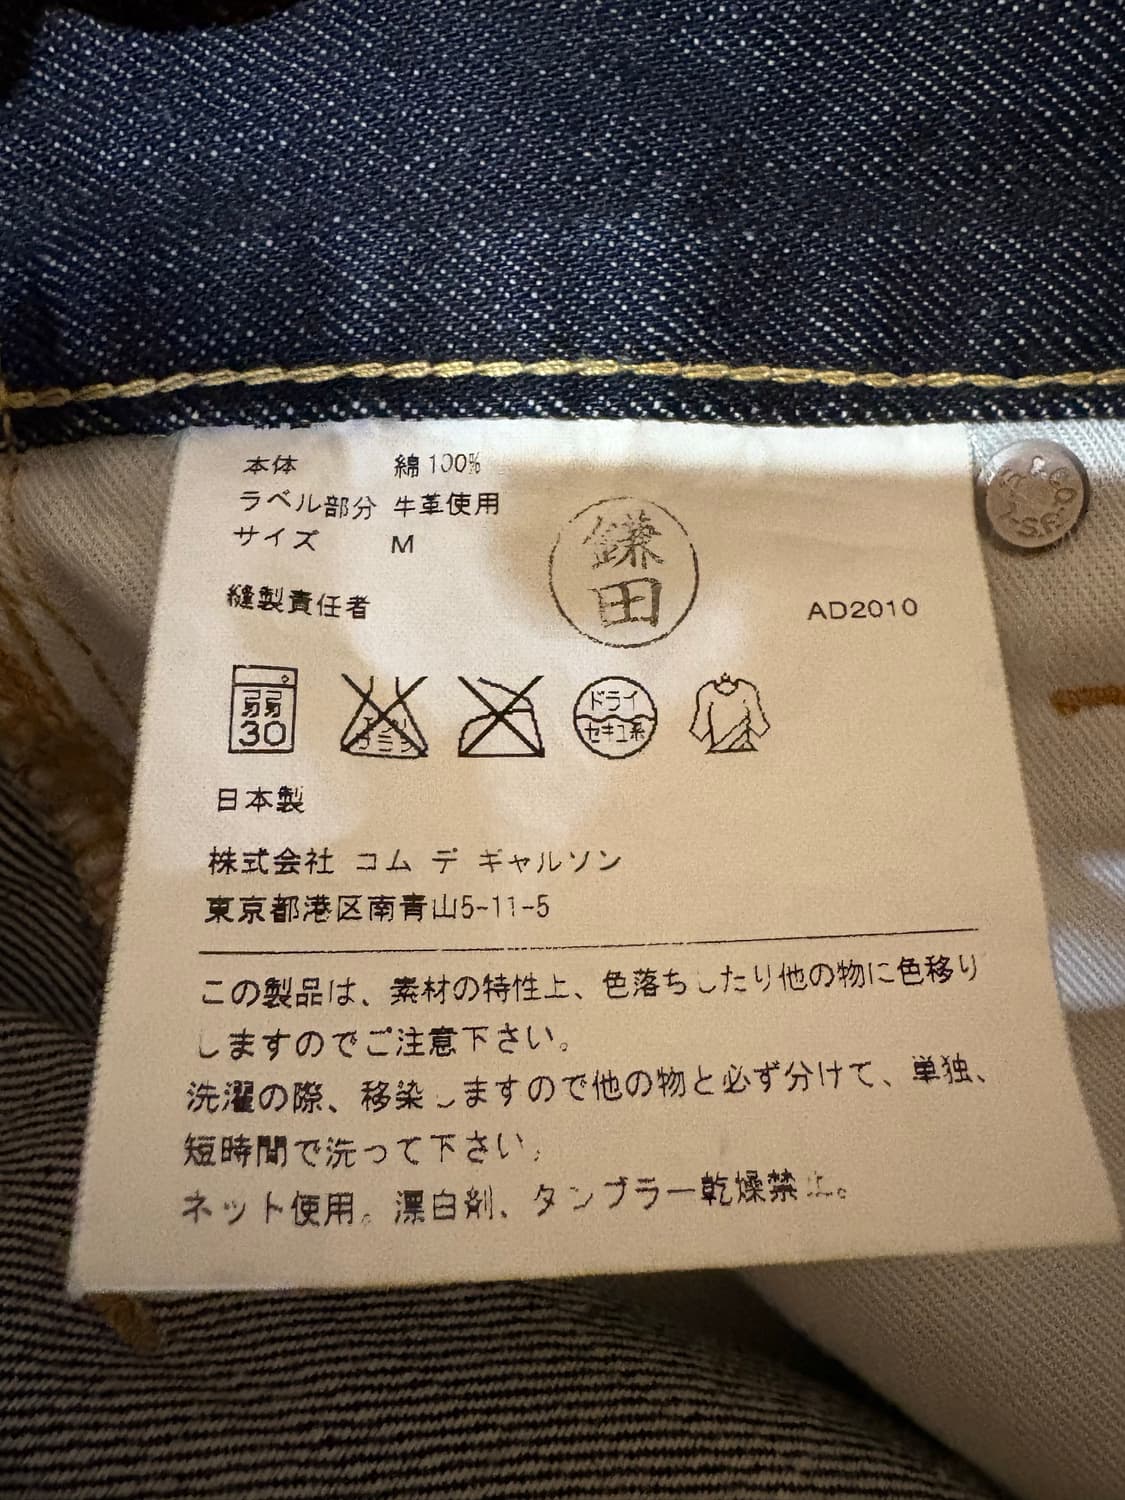 本体 綿100%
ラベル部分 牛革使用
サイズ M
縫製責任者
鎌田
AD2010
弱
30
エンソ
サラシ
ドライ
セキユ系
日本製
株式会社 コム デ ギャルソン
東京都港区南青山5-11-5
この製品は、素材の特性上、色落ちしたり他の物に色移り
しますのでご注意下さい。
洗濯の際、移染しますので他の物と必ず分けて、単独、
短時間で洗って下さい。
ネット使用。漂白剤、タンブラー乾燥禁止。
CO
-S.F.